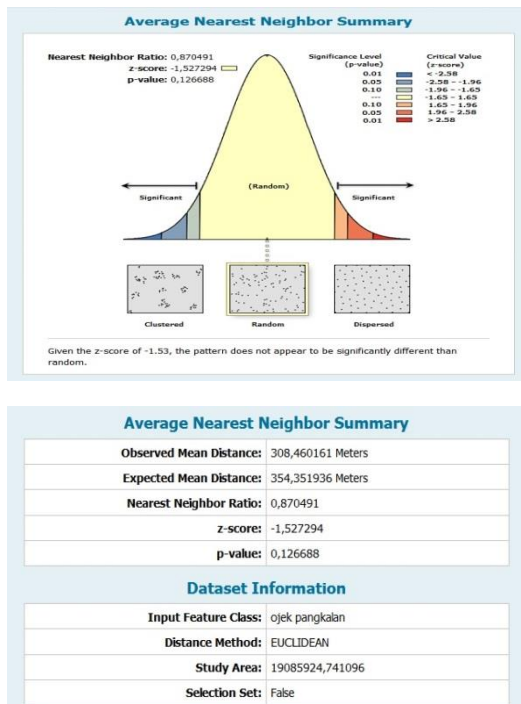 Average Nearest Neighbor Summary
Nearest Neighbor Ratio: 0,870491
z-score: -1,527294
p-value: 0,126688
Significance Level
(p-value)
Critical Value
(z-score)
0.01 < -2.58
0.05 -2.58 - -1.96
0.10 -1.96 - -1.65
--- -1.65 - 1.65
0.10 1.65 - 1.96
0.05 1.96 - 2.58
0.01 > 2.58
Significant
(Random)
Significant
Clustered
Random
Dispersed
Given the z-score of -1.53, the pattern does not appear to be significantly different than
random.
Average Nearest Neighbor Summary
Observed Mean Distance: 308,460161 Meters
Expected Mean Distance: 354,351936 Meters
Nearest Neighbor Ratio: 0,870491
z-score: -1,527294
p-value: 0,126688
Dataset Information
Input Feature Class: ojek pangkalan
Distance Method: EUCLIDEAN
Study Area: 19085924,741096
Selection Set: False